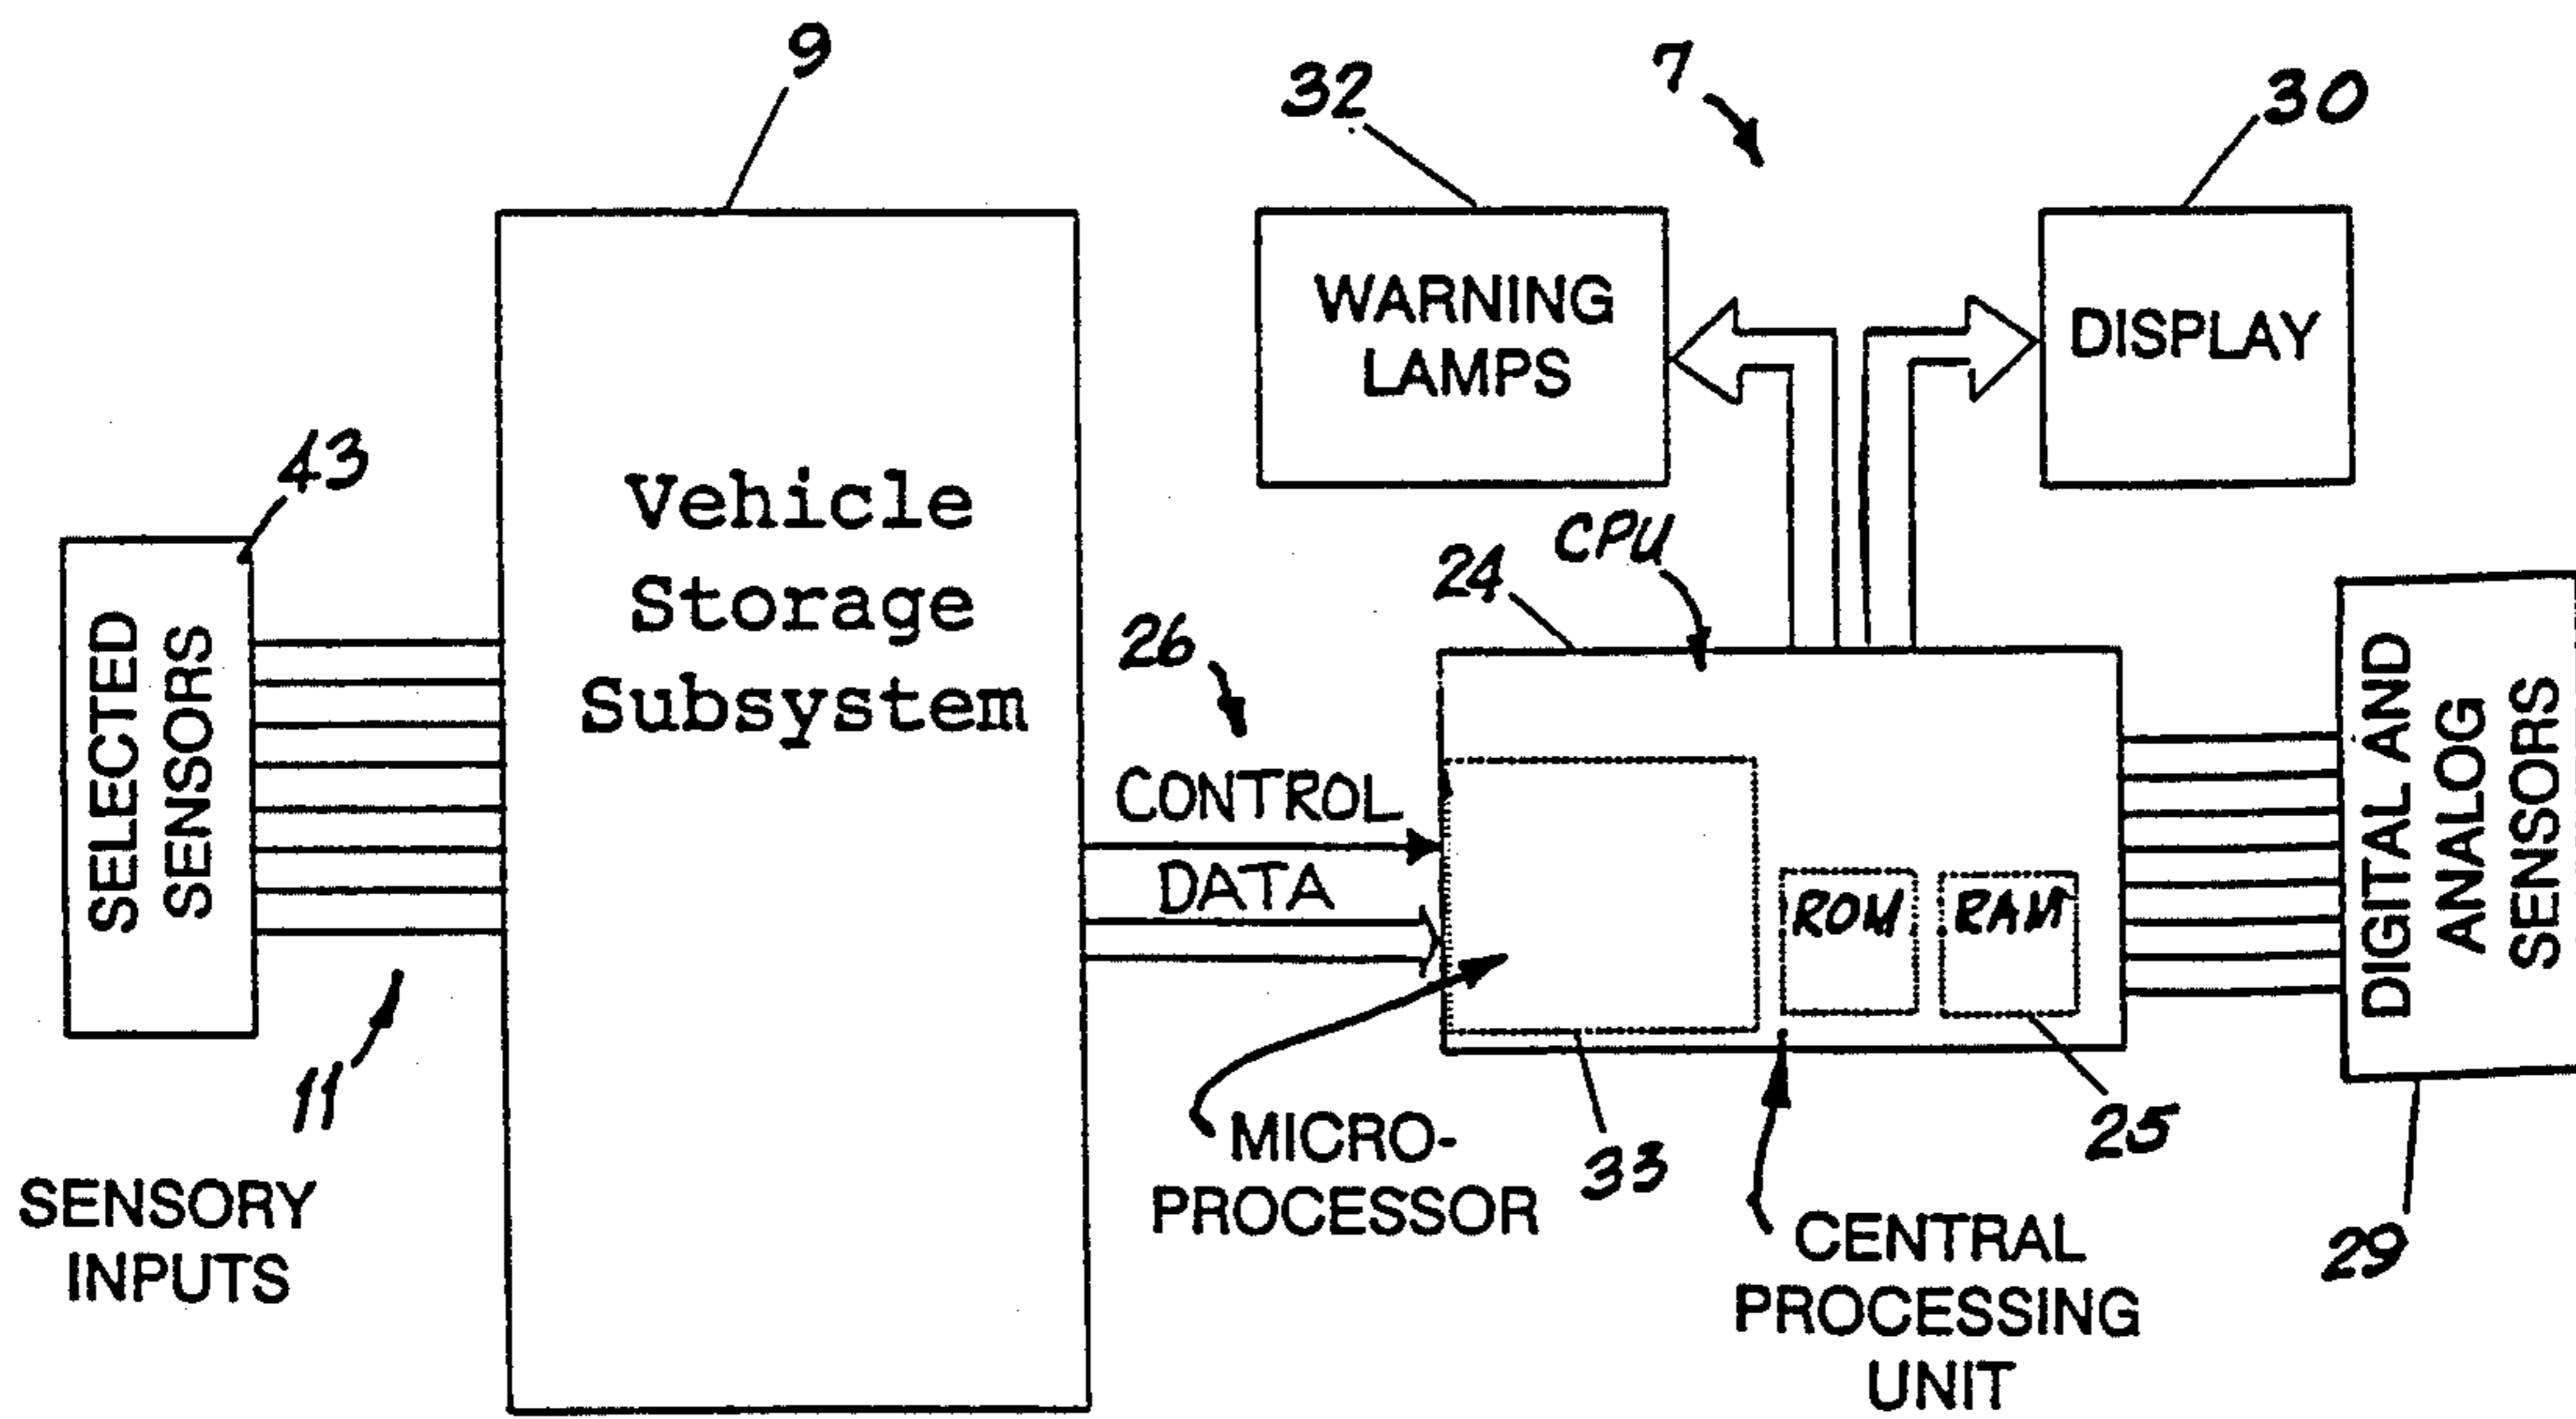 9
32
7
30
WARNING
LAMPS
DISPLAY
43
Vehicle
Storage
Subsystem
SELECTED
SENSORS
CPU
24
26
CONTROL
DATA
ROM
RAM
DIGITAL AND
ANALOG
SENSORS
11
SENSORY
INPUTS
MICRO-
PROCESSOR
33
25
CENTRAL
PROCESSING
UNIT
29